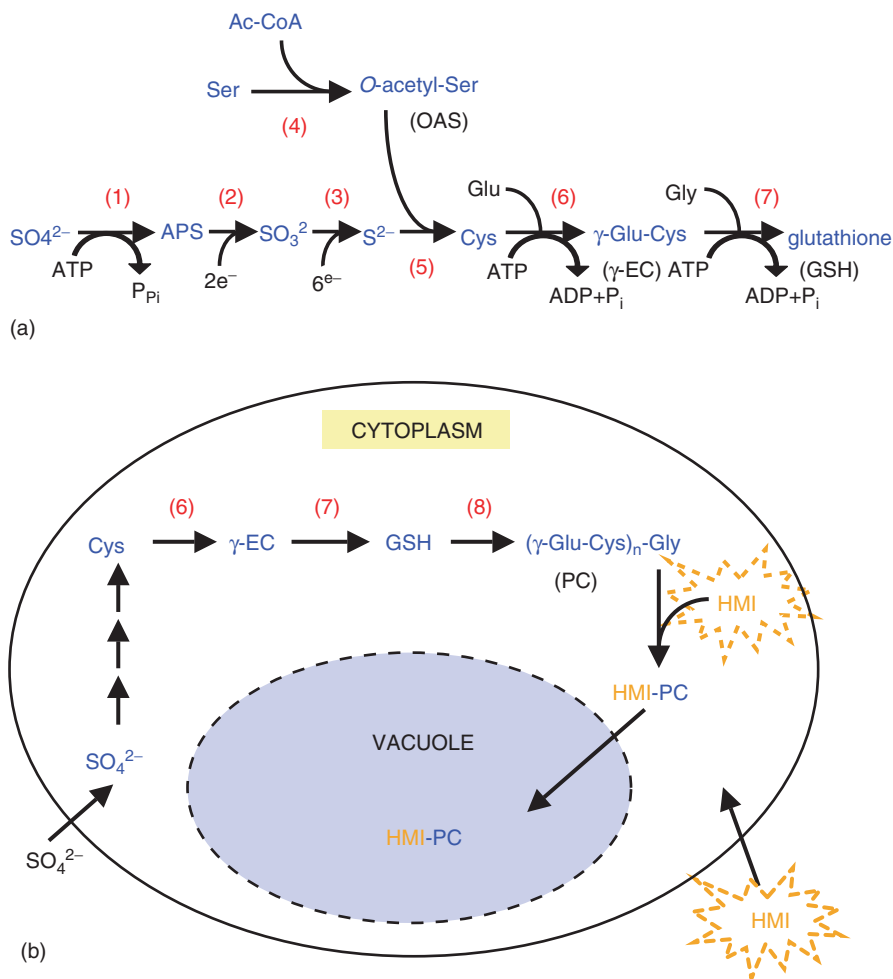 Ac-CoA
Ser
O-acetyl-Ser
(4)
(OAS)
Glu
(6)
Gly
(7)
(1)
(2)
(3)
SO4²⁻
APS
SO₃²
S²⁻
Cys
γ-Glu-Cys
glutathione
(5)
ATP
P_Pi
2e⁻
6ᵉ⁻
ATP
(γ-EC)
ATP
(GSH)
ADP+Pᵢ
ADP+Pᵢ
(a)
CYTOPLASM
(6)
(7)
(8)
Cys
γ-EC
GSH
(γ-Glu-Cys)ₙ-Gly
(PC)
HMI
HMI-PC
VACUOLE
SO₄²⁻
HMI-PC
SO₄²⁻
HMI
(b)